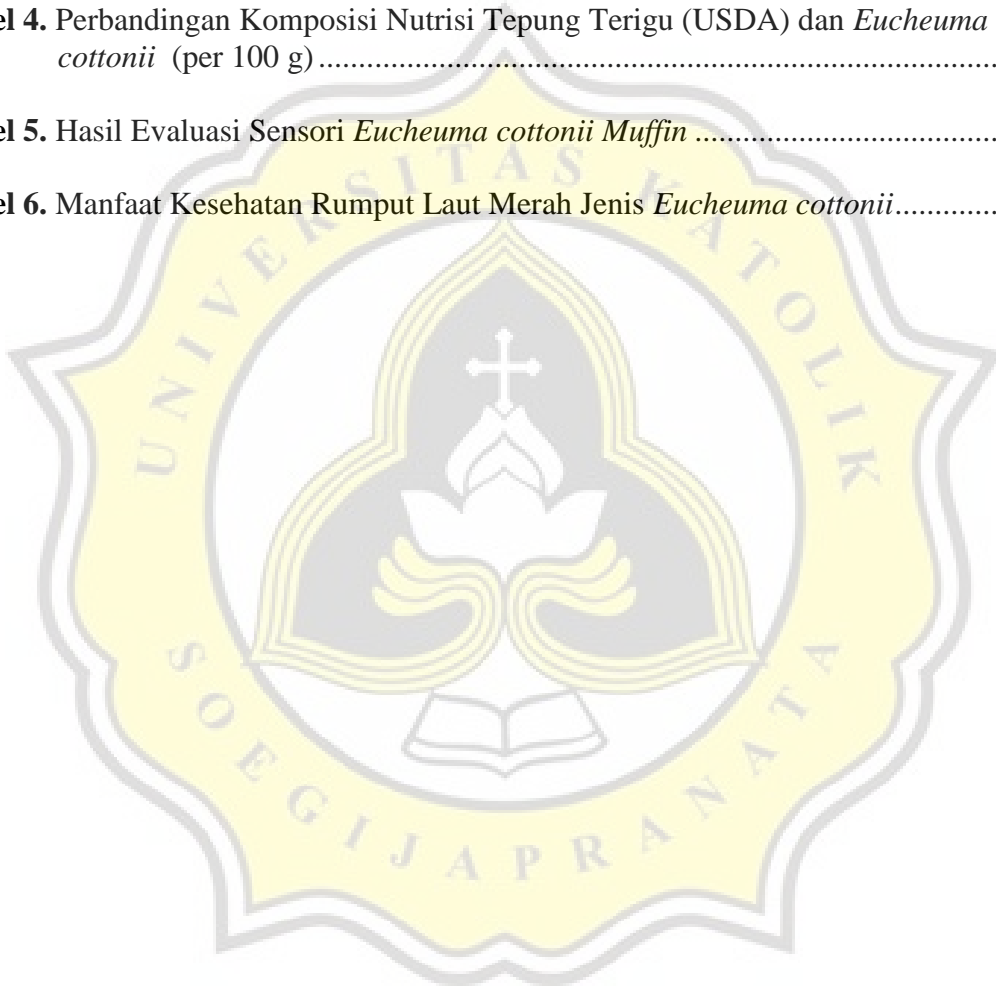 el 4. Perbandingan Komposisi Nutrisi Tepung Terigu (USDA) dan Eucheuma
cottonii (per 100 g)....................................................................................
el 5. Hasil Evaluasi Sensori Eucheuma cottonii Muffin ......................................
el 6. Manfaat Kesehatan Rumput Laut Merah Jenis Eucheuma cottonii.............
UNIVERSITAS KATOLIK
SOEGIJAPRANATA